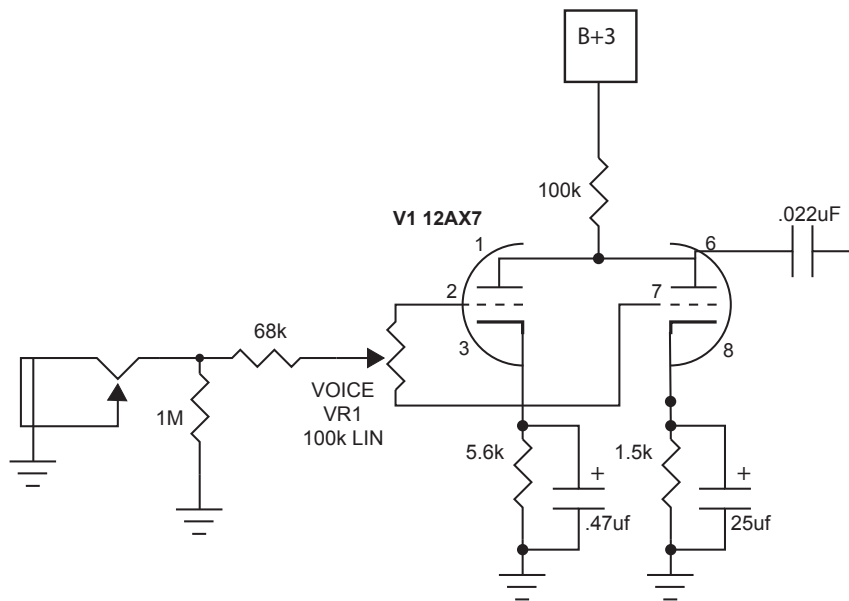 B+3
100k
V1 12AX7
.022uF
1
6
2
7
3
8
68k
VOICE
VR1
100k LIN
1M
5.6k
+
.47uf
1.5k
+
25uf